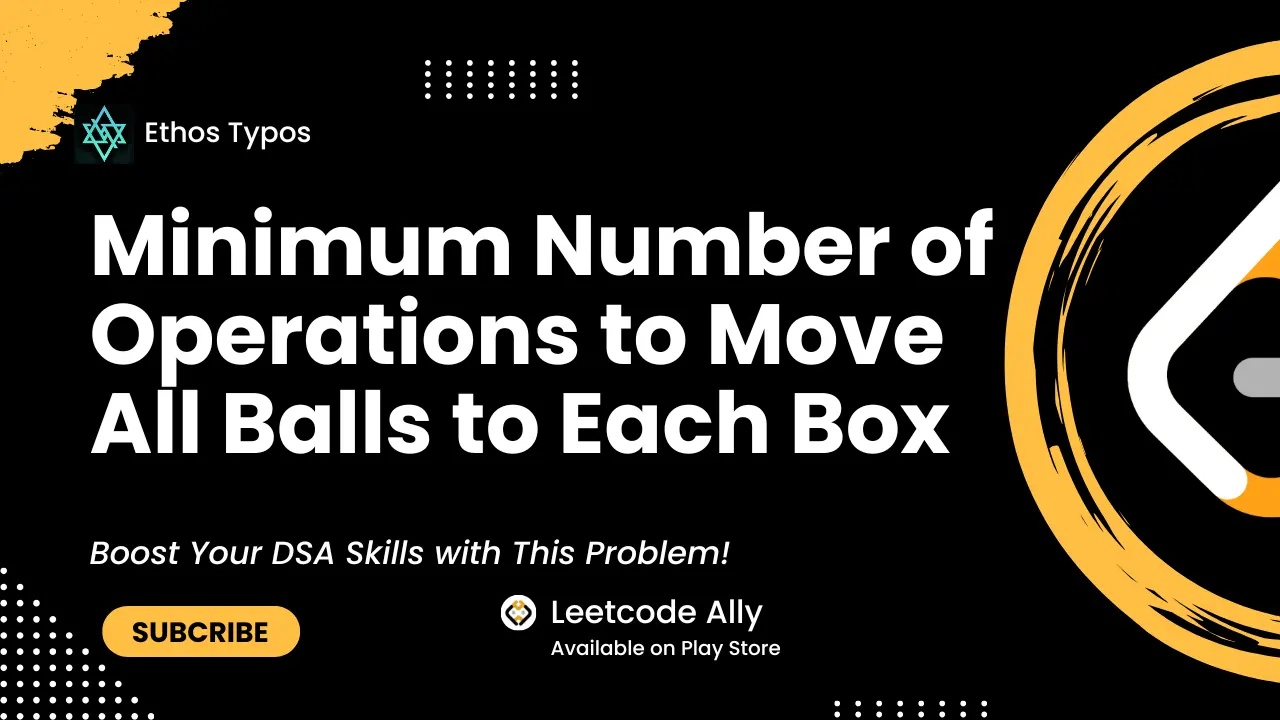 Ethos Typos
Minimum Number of
Operations to Move
All Balls to Each Box
Boost Your DSA Skills with This Problem!
SUBCRIBE
Leetcode Ally
Available on Play Store